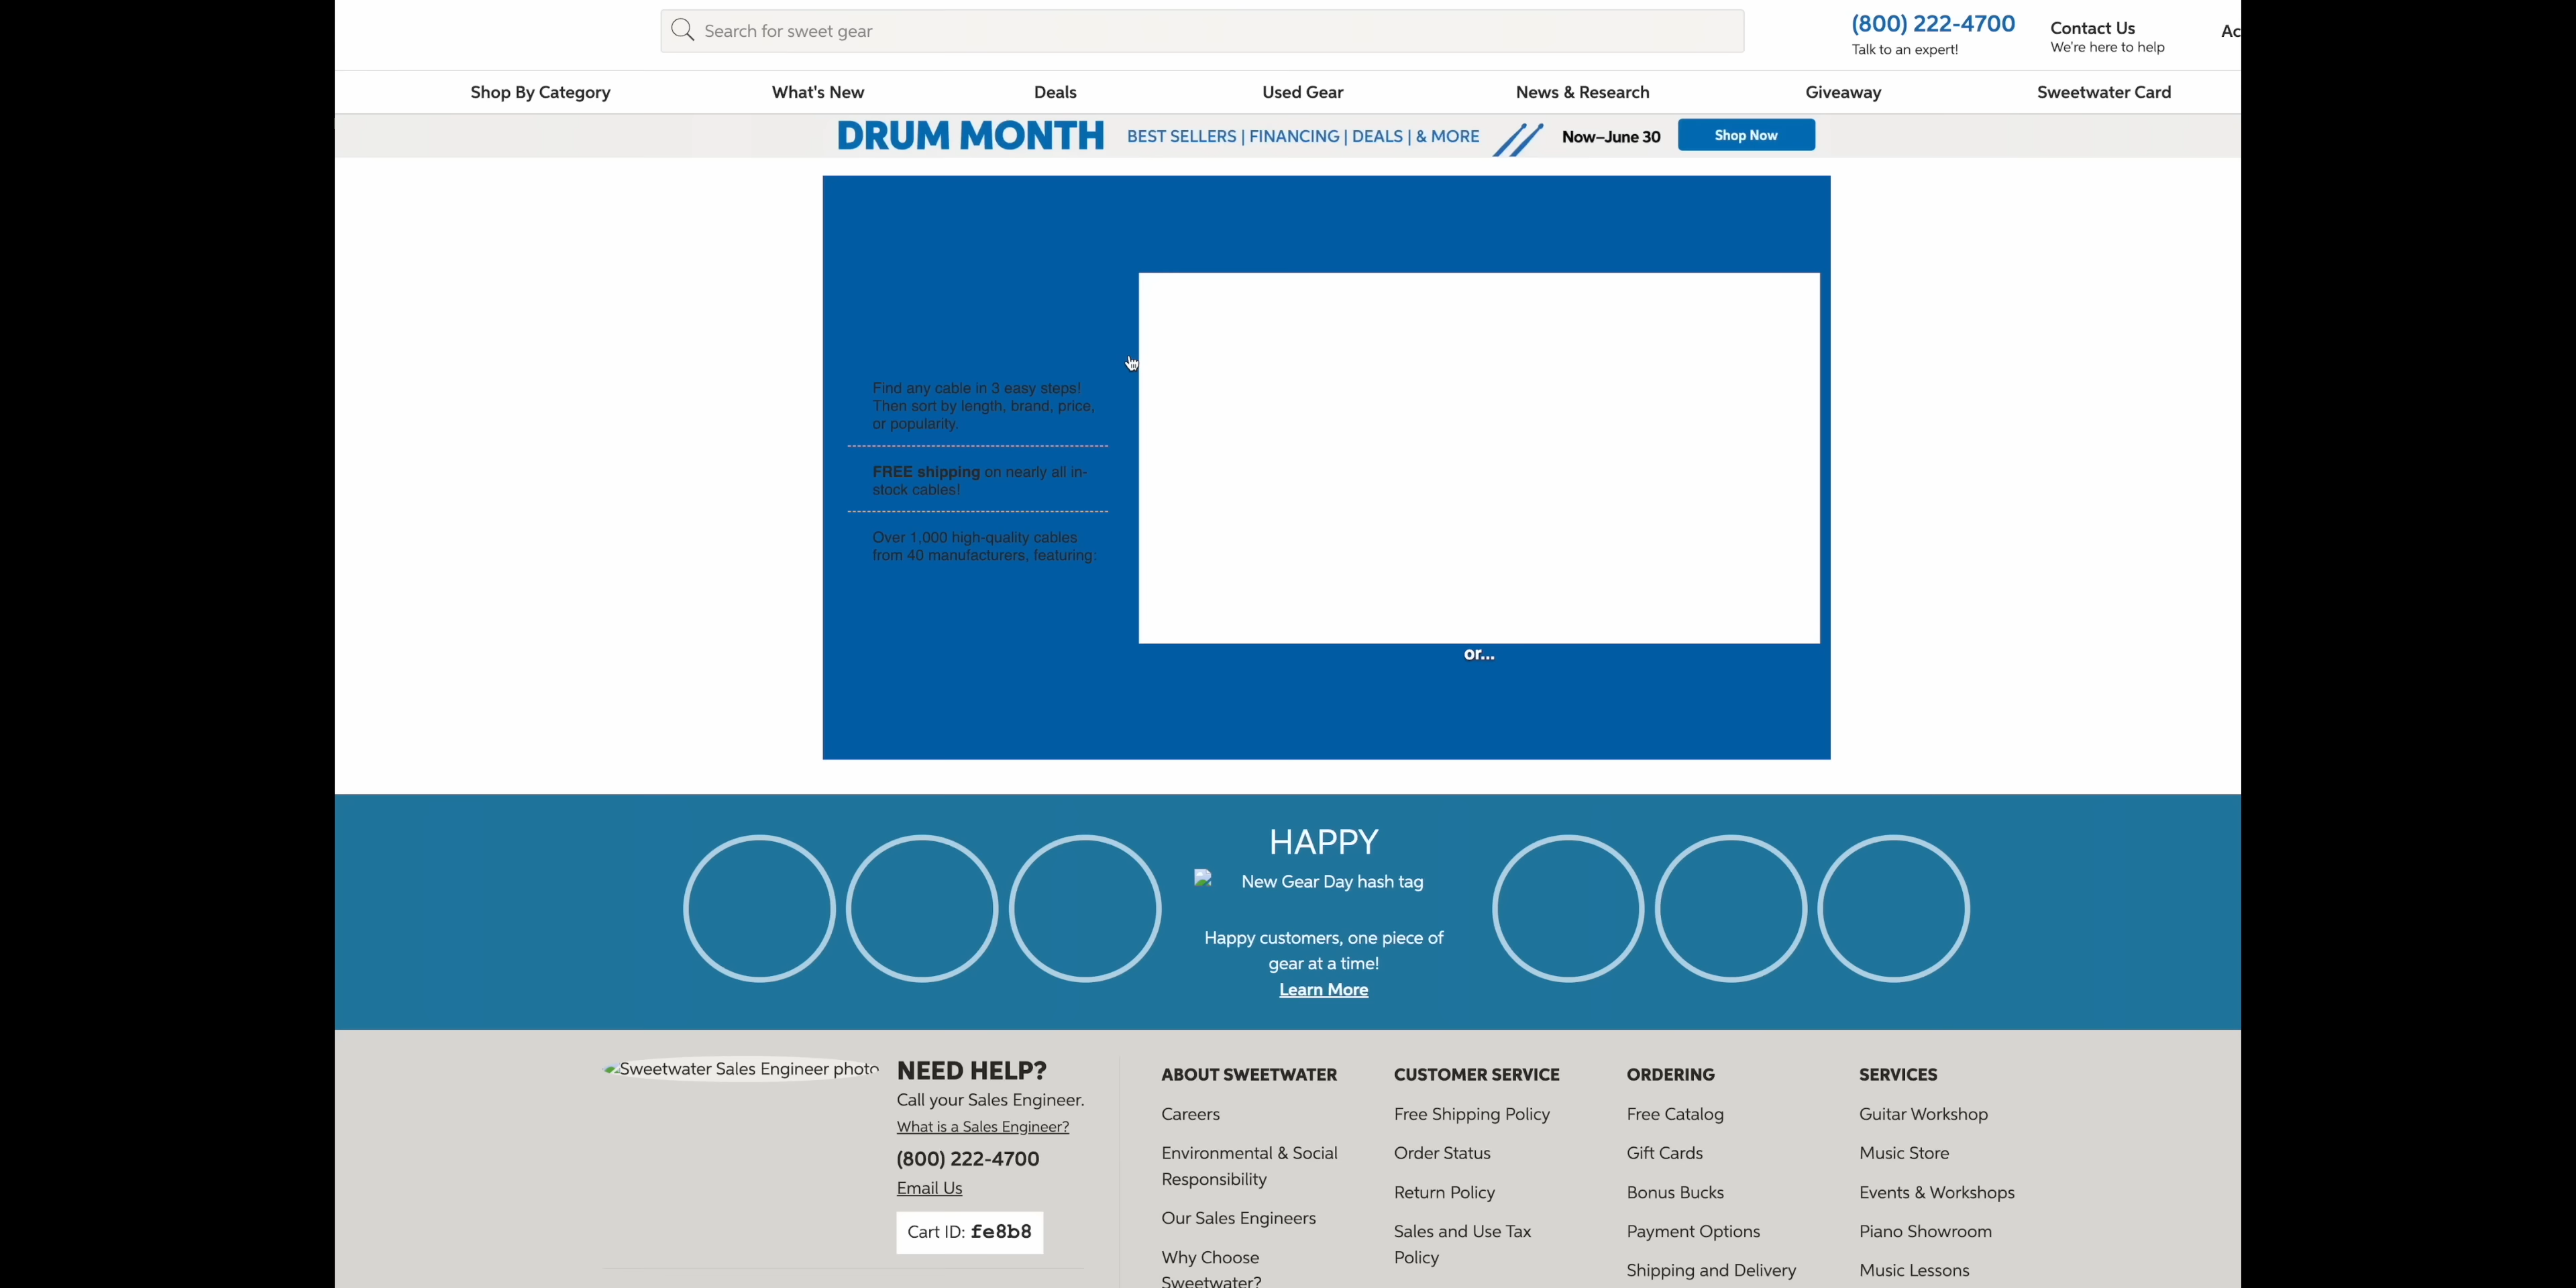 Search for sweet gear
(800) 222-4700
Talk to an expert!
Contact Us
We're here to help
Ac
Shop By Category
What's New
Deals
Used Gear
News & Research
Giveaway
Sweetwater Card
DRUM MONTH
BEST SELLERS | FINANCING | DEALS | & MORE
Now–June 30
Shop Now
Find any cable in 3 easy steps!
Then sort by length, brand, price,
or popularity.
FREE shipping on nearly all in-
stock cables!
Over 1,000 high-quality cables
from 40 manufacturers, featuring:
or...
HAPPY
New Gear Day hash tag
Happy customers, one piece of
gear at a time!
Learn More
Sweetwater Sales Engineer photo
NEED HELP?
Call your Sales Engineer.
What is a Sales Engineer?
(800) 222-4700
Email Us
Cart ID: fe8b8
ABOUT SWEETWATER
Careers
Environmental & Social
Responsibility
Our Sales Engineers
Why Choose
Sweetwater?
CUSTOMER SERVICE
Free Shipping Policy
Order Status
Return Policy
Sales and Use Tax
Policy
ORDERING
Free Catalog
Gift Cards
Bonus Bucks
Payment Options
Shipping and Delivery
SERVICES
Guitar Workshop
Music Store
Events & Workshops
Piano Showroom
Music Lessons